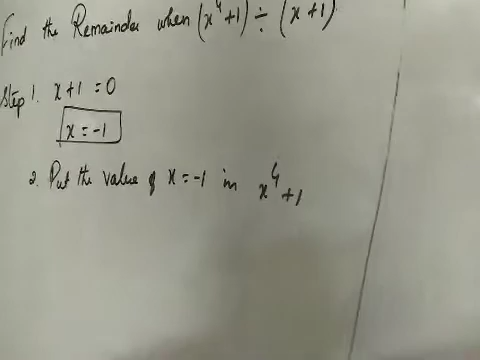 Find the Remainder when (x⁴+1) ÷ (x+1)
Step 1. x+1 = 0
x = -1
2. Put the value of x = -1 in x⁴+1